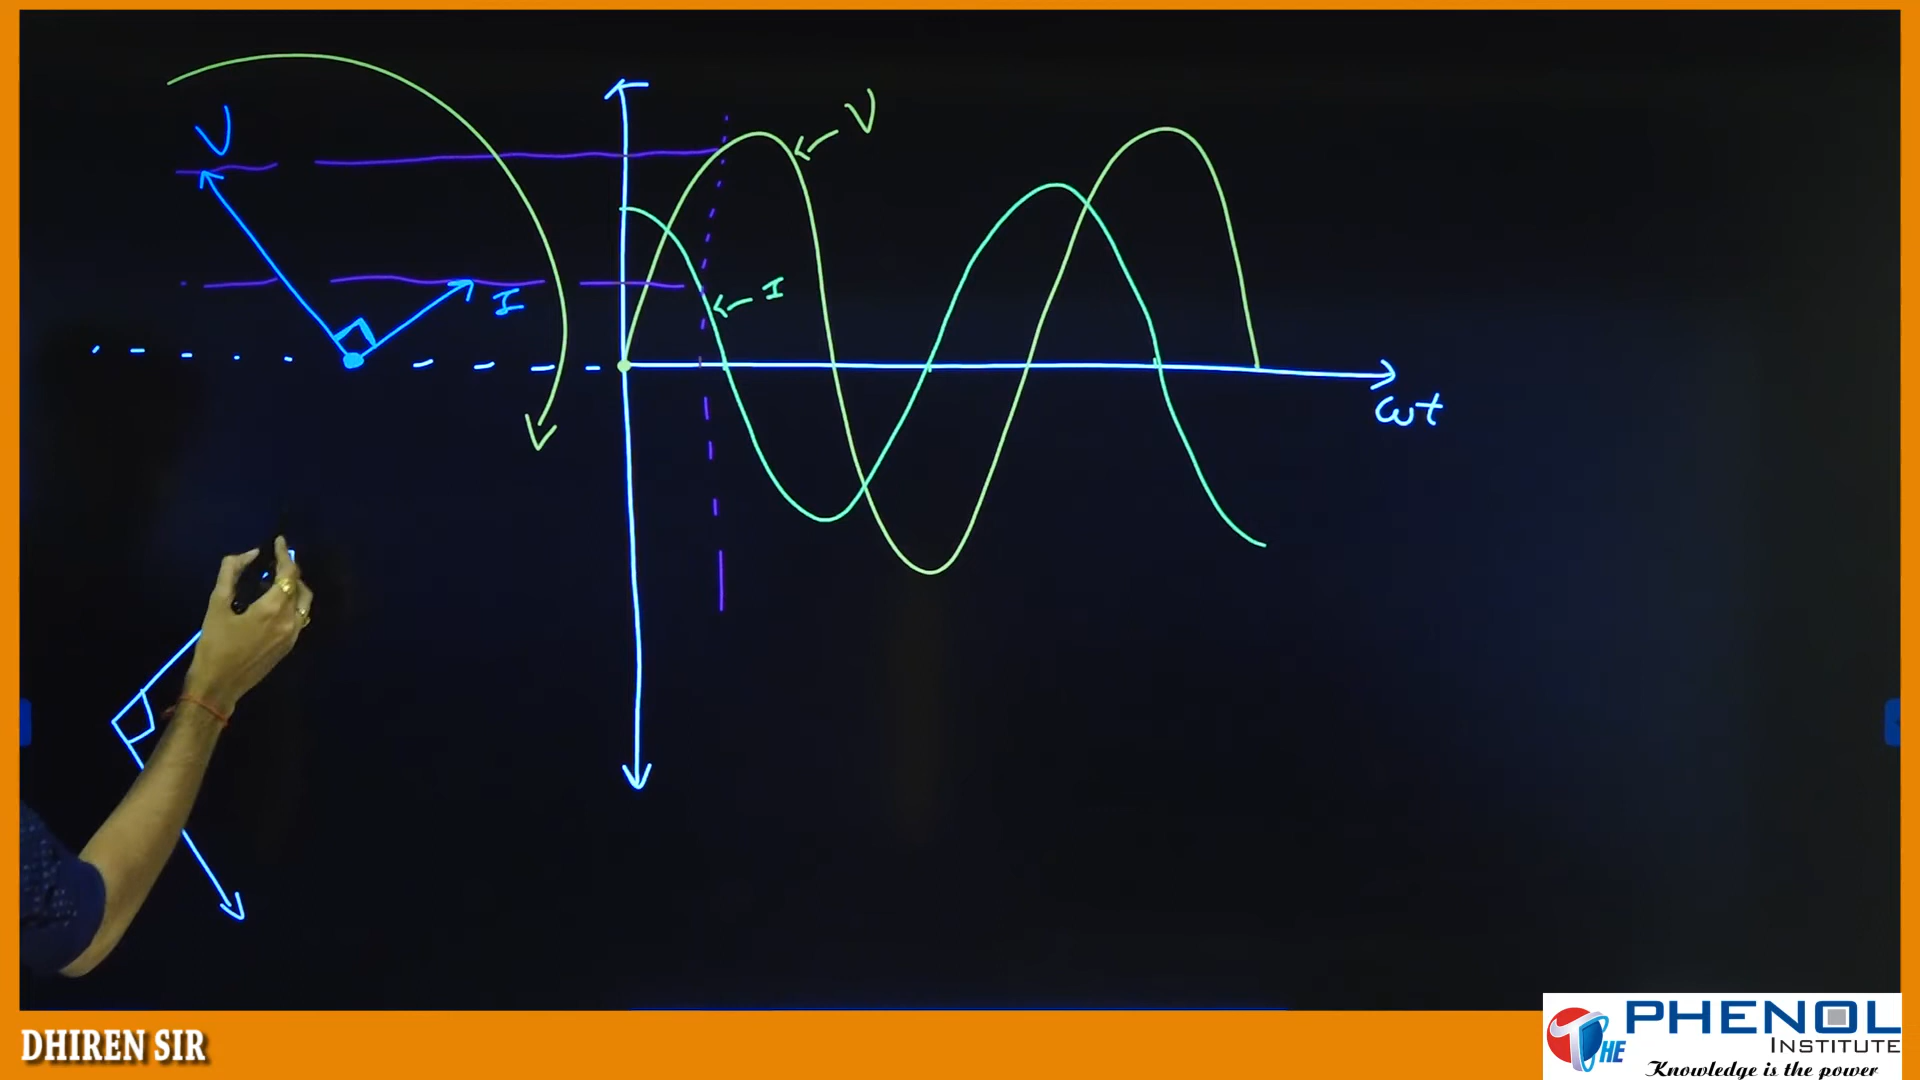 V
V
I
I
ωt
DHIREN SIR
THE PHENOL
INSTITUTE
Knowledge is the power